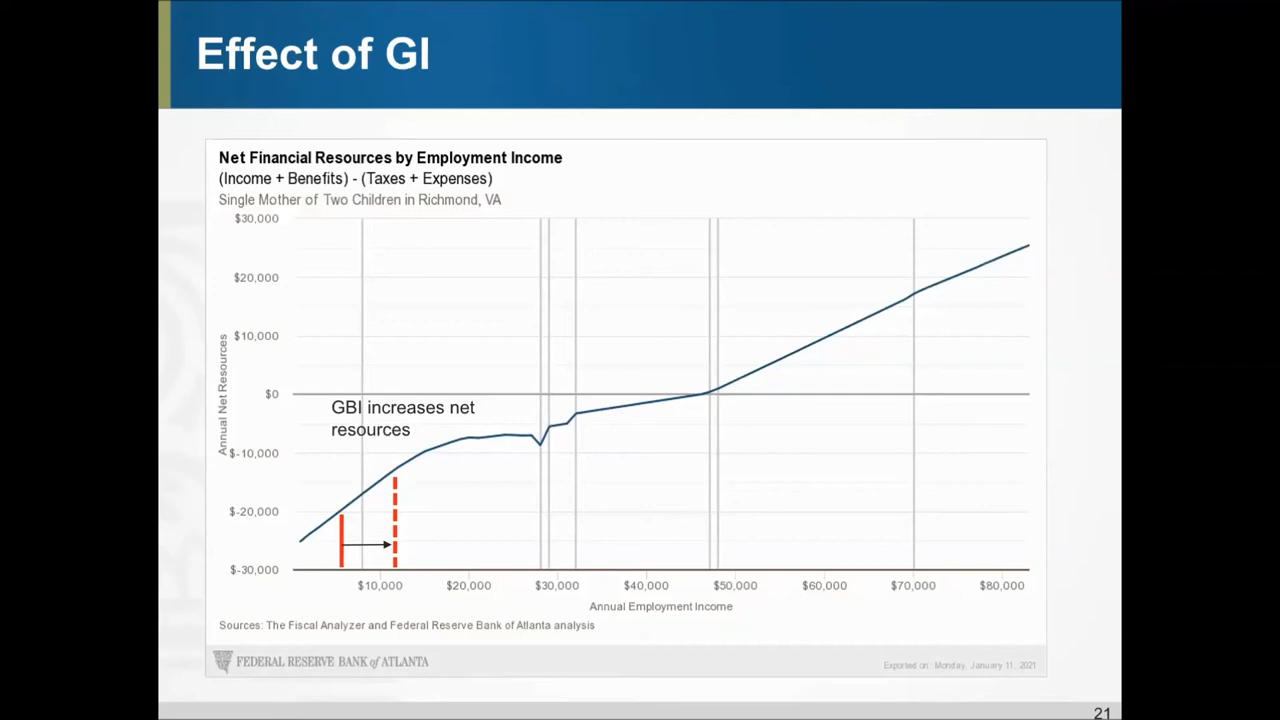 Effect of GI
Net Financial Resources by Employment Income
(Income + Benefits) - (Taxes + Expenses)
Single Mother of Two Children in Richmond, VA
$30,000
$20,000
$10,000
$0
$-10,000
$-20,000
$-30,000
Annual Net Resources
GBI increases net
resources
$10,000 $20,000 $30,000 $40,000 $50,000 $60,000 $70,000 $80,000
Annual Employment Income
Sources: The Fiscal Analyzer and Federal Reserve Bank of Atlanta analysis
FEDERAL RESERVE BANK of ATLANTA
Exported on: Monday, January 11, 2021
21